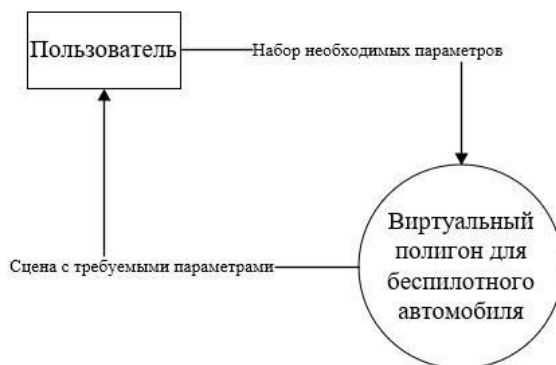 Пользователь
Набор необходимых параметров
Виртуальный
полигон для
беспилотного
автомобиля
Сцена с требуемыми параметрами